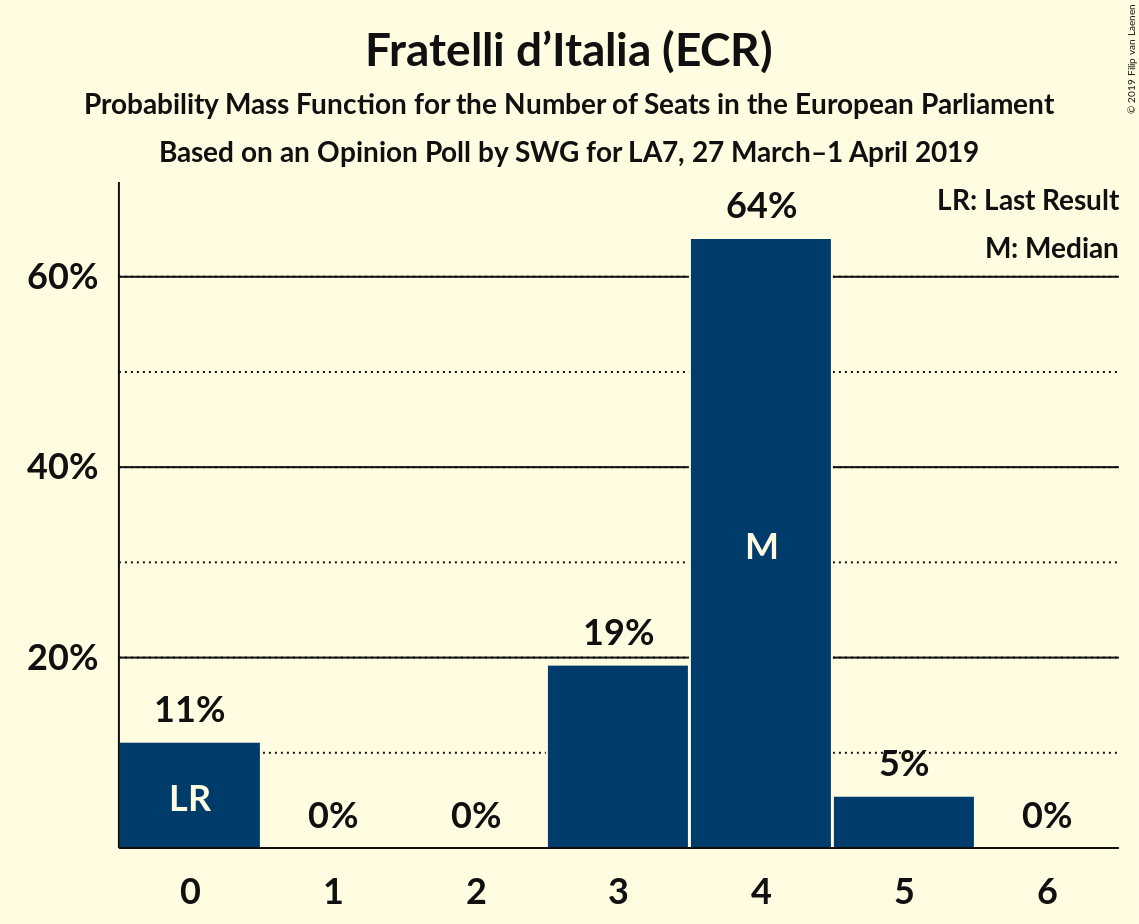 Fratelli d’Italia (ECR)
Probability Mass Function for the Number of Seats in the European Parliament
Based on an Opinion Poll by SWG for LA7, 27 March–1 April 2019
© 2019 Filip van Laenen
LR: Last Result
M: Median
60%
40%
20%
11%
0%
0%
19%
64%
5%
0%
LR
M
0 1 2 3 4 5 6